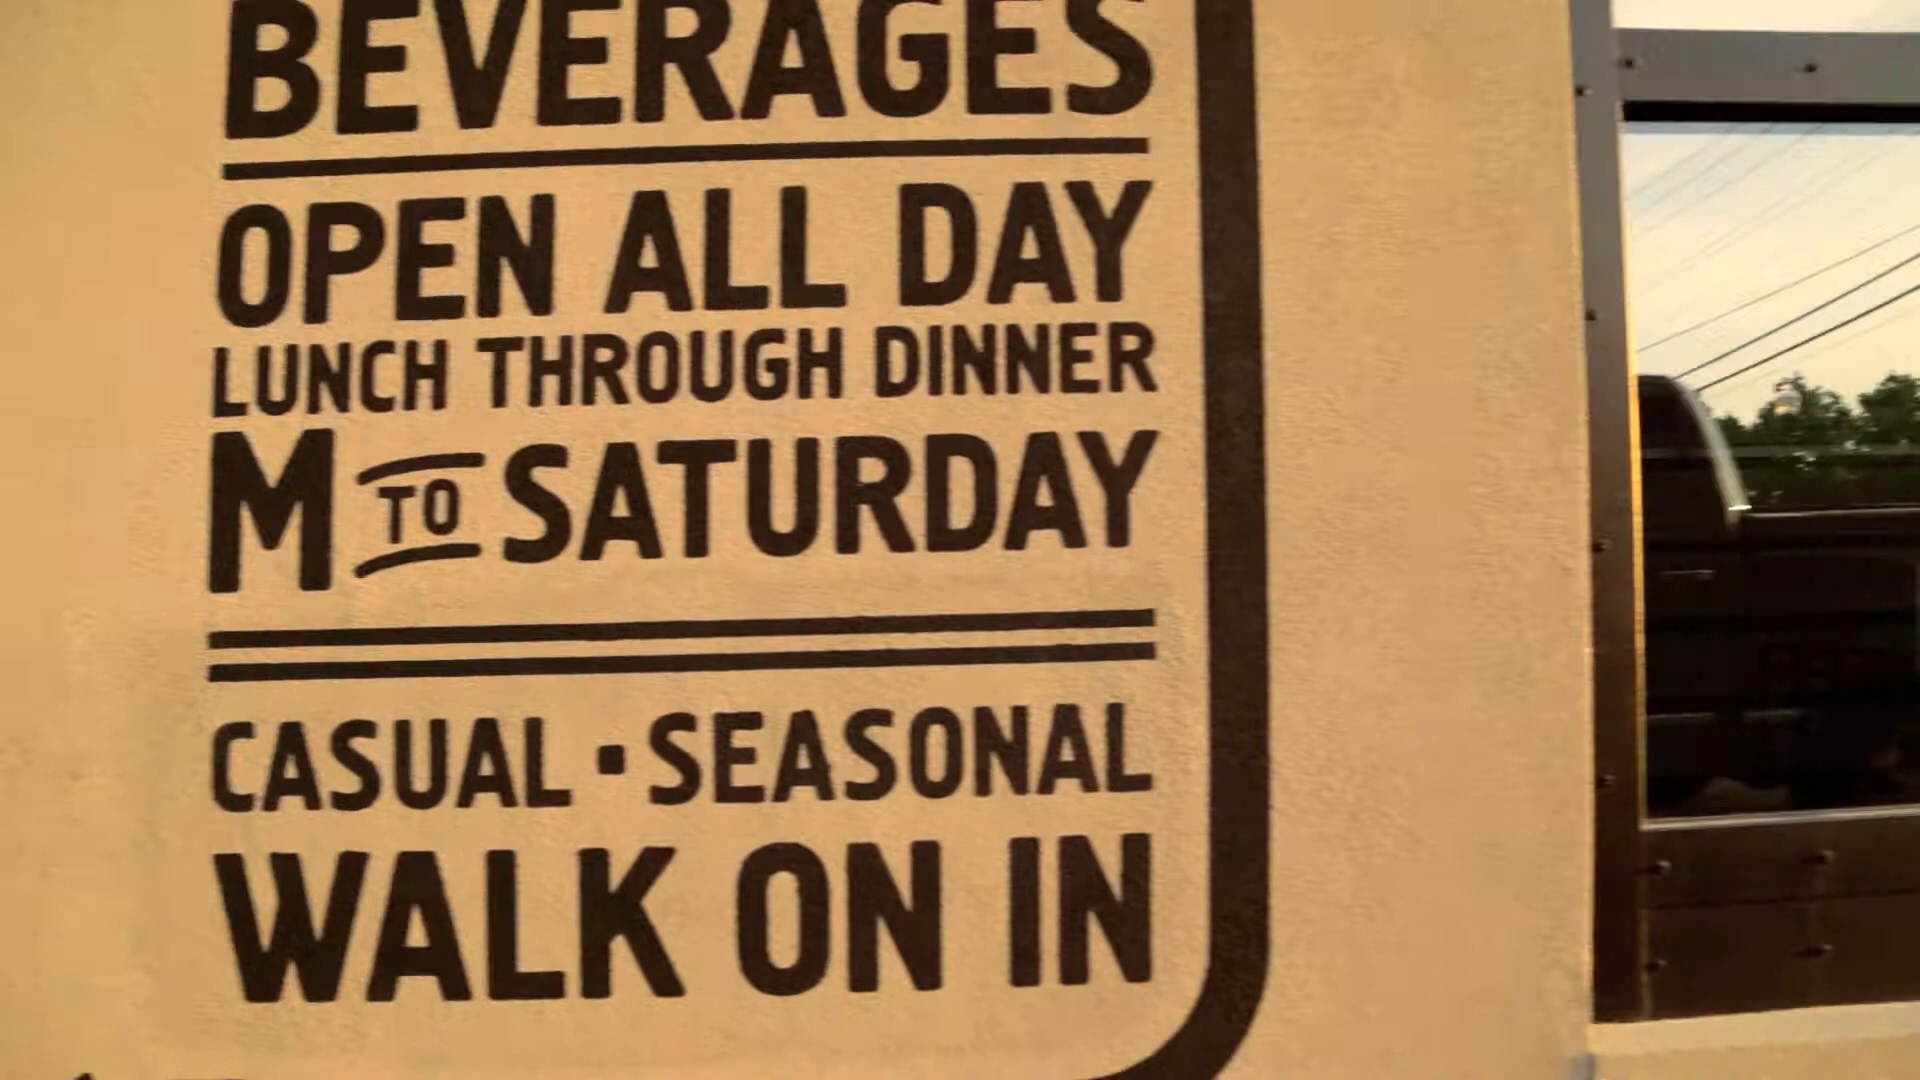 BEVERAGES
OPEN ALL DAY
LUNCH THROUGH DINNER
M TO SATURDAY
CASUAL · SEASONAL
WALK ON IN